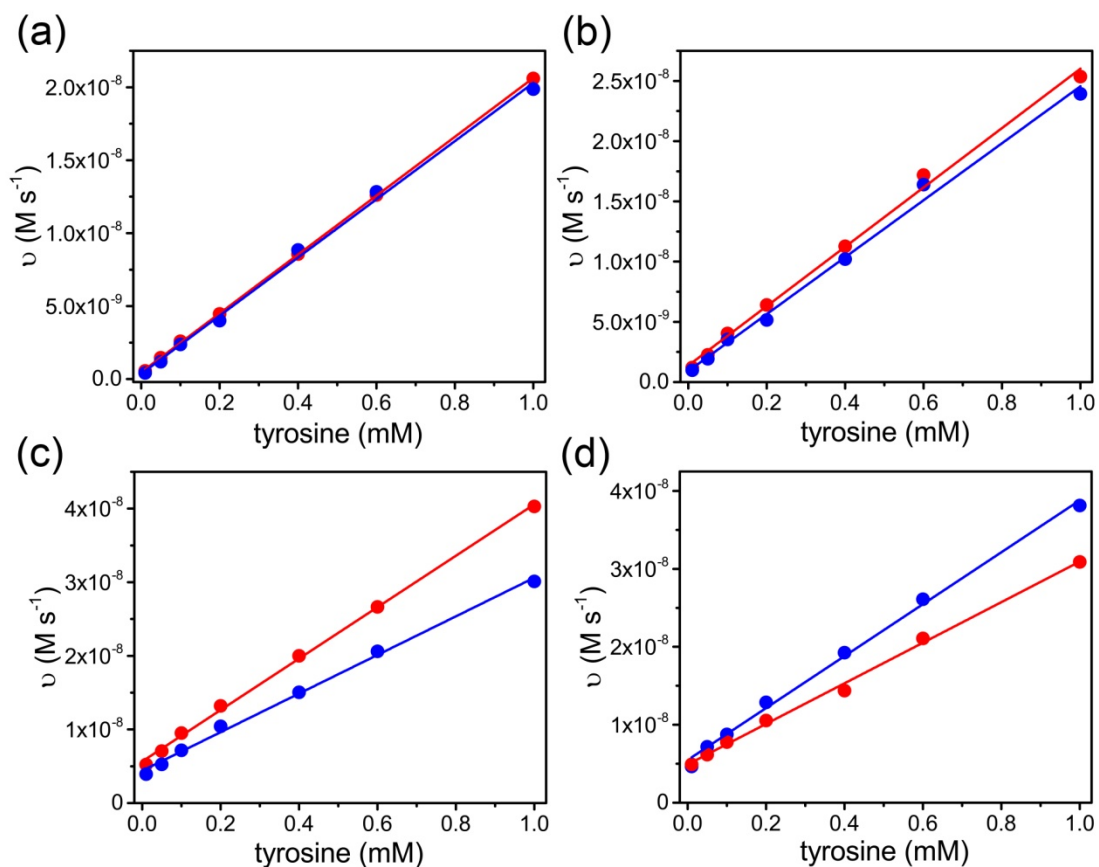 (a)
2.0x10⁻⁸
1.5x10⁻⁸
1.0x10⁻⁸
5.0x10⁻⁹
0.0
υ (M s⁻¹)
0.0 0.2 0.4 0.6 0.8 1.0
tyrosine (mM)
(b)
2.5x10⁻⁸
2.0x10⁻⁸
1.5x10⁻⁸
1.0x10⁻⁸
5.0x10⁻⁹
0.0
υ (M s⁻¹)
0.0 0.2 0.4 0.6 0.8 1.0
tyrosine (mM)
(c)
4x10⁻⁸
3x10⁻⁸
2x10⁻⁸
1x10⁻⁸
0
υ (M s⁻¹)
0.0 0.2 0.4 0.6 0.8 1.0
tyrosine (mM)
(d)
4x10⁻⁸
3x10⁻⁸
2x10⁻⁸
1x10⁻⁸
0
υ (M s⁻¹)
0.0 0.2 0.4 0.6 0.8 1.0
tyrosine (mM)